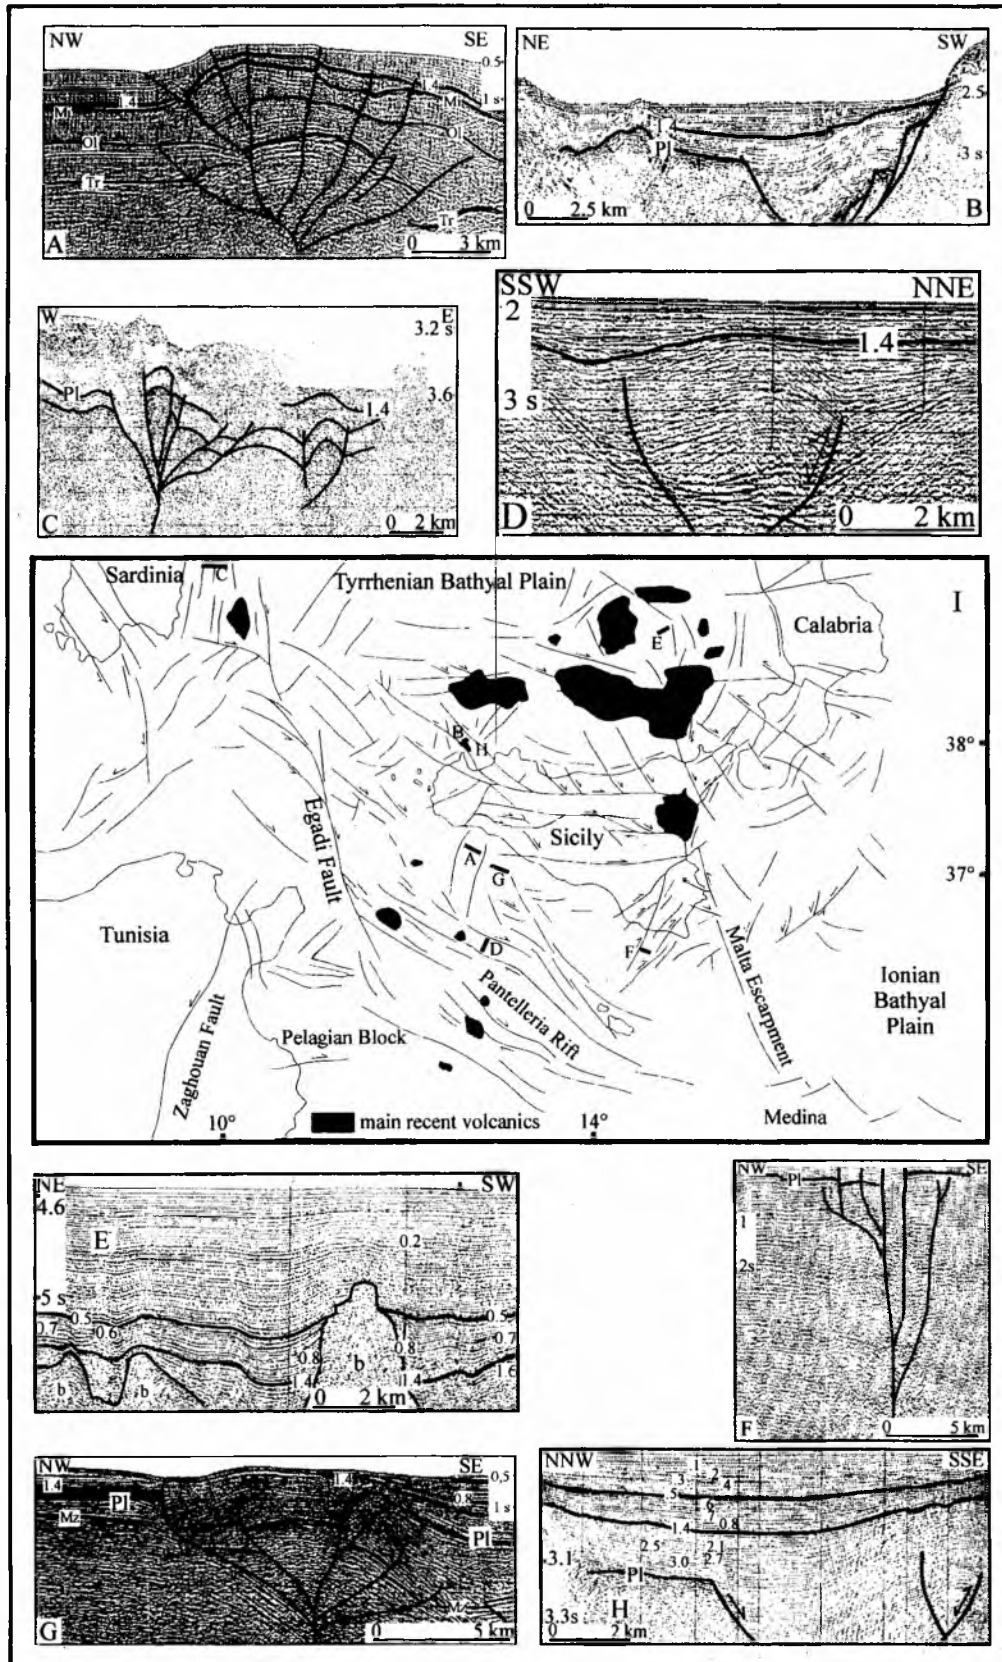 NW SE
0.5
1.4 1.4
Mi 1 s Mi
Ol Ol
Tr
Tr
A 0 3 km
NE SW
2.5
1.4
Pl 3 s
0 2.5 km B
W E
3.2 s
Pl 3.6
1.4
C 0 2 km
SSW NNE
2
1.4
3 s
D 0 2 km
Sardinia C Tyrrhenian Bathyal Plain I
Calabria
E
B
H 38°
Egadi Fault
Sicily
A
G 37°
Tunisia
D F
Malta Escarpment
Pantelleria Rift
Ionian
Bathyal
Plain
Zaghouan Fault
Pelagian Block
10° main recent volcanics 14° Medina
NE SW
4.6
E
0.2
5 s
0.5 0.5
0.7 0.6 0.7
0.8 0.8
b b b 1.6
1.4 1.4
0 2 km
NW SE
Pl
1
2s
F 0 5 km
NW SE
1.4 1.4 0,5
0.8
Pl 1 s
Mz Pl
Mz
G 0 5 km
NNW SSE
1
.3 .2 .4
.5 .6
.7 0.8
1.4
2.5 2.1
3.1 3.0 2.7
Pl
3.3s H
0 2 km